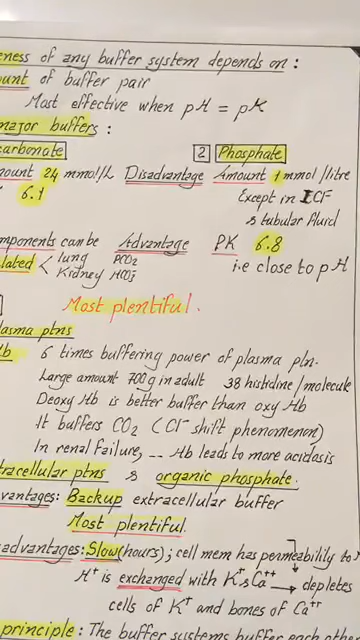 eness of any buffer system depends on :
unt of buffer pair
Most effective when pH = pK
major buffers :
carbonate 2 Phosphate
mount 24 mmol/L Disadvantage Amount 1 mmol/litre
6.1 Except in ICF
& tubular fluid
mponents can be Advantage PK 6.8
lated < lung PCO2 i.e close to pH
Kidney HCO3
Most plentiful.
lasma ptns
Hb 6 times buffering power of plasma ptn.
Large amount 700g in adult 38 histidine/molecule
Deoxy Hb is better buffer than oxy Hb
It buffers CO2 (Cl- shift phenomenon)
In renal failure, ... Hb leads to more acidosis
tracellular ptns & organic phosphate.
vantages: Backup extracellular buffer
Most plentiful
advantages: Slow (hours) ; cell mem has permeability to
H+ is exchanged with K+ & Ca++ → depletes
cells of K+ and bones of Ca++
principle : The buffer systems buffer each othe